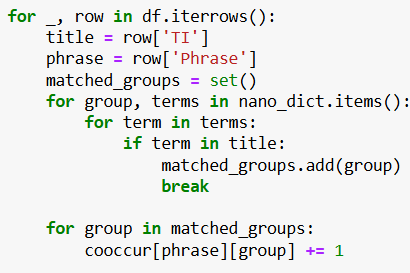 for _, row in df.iterrows():
    title = row['TI']
    phrase = row['Phrase']
    matched_groups = set()
    for group, terms in nano_dict.items():
        for term in terms:
            if term in title:
                matched_groups.add(group)
                break
    for group in matched_groups:
        cooccur[phrase][group] += 1